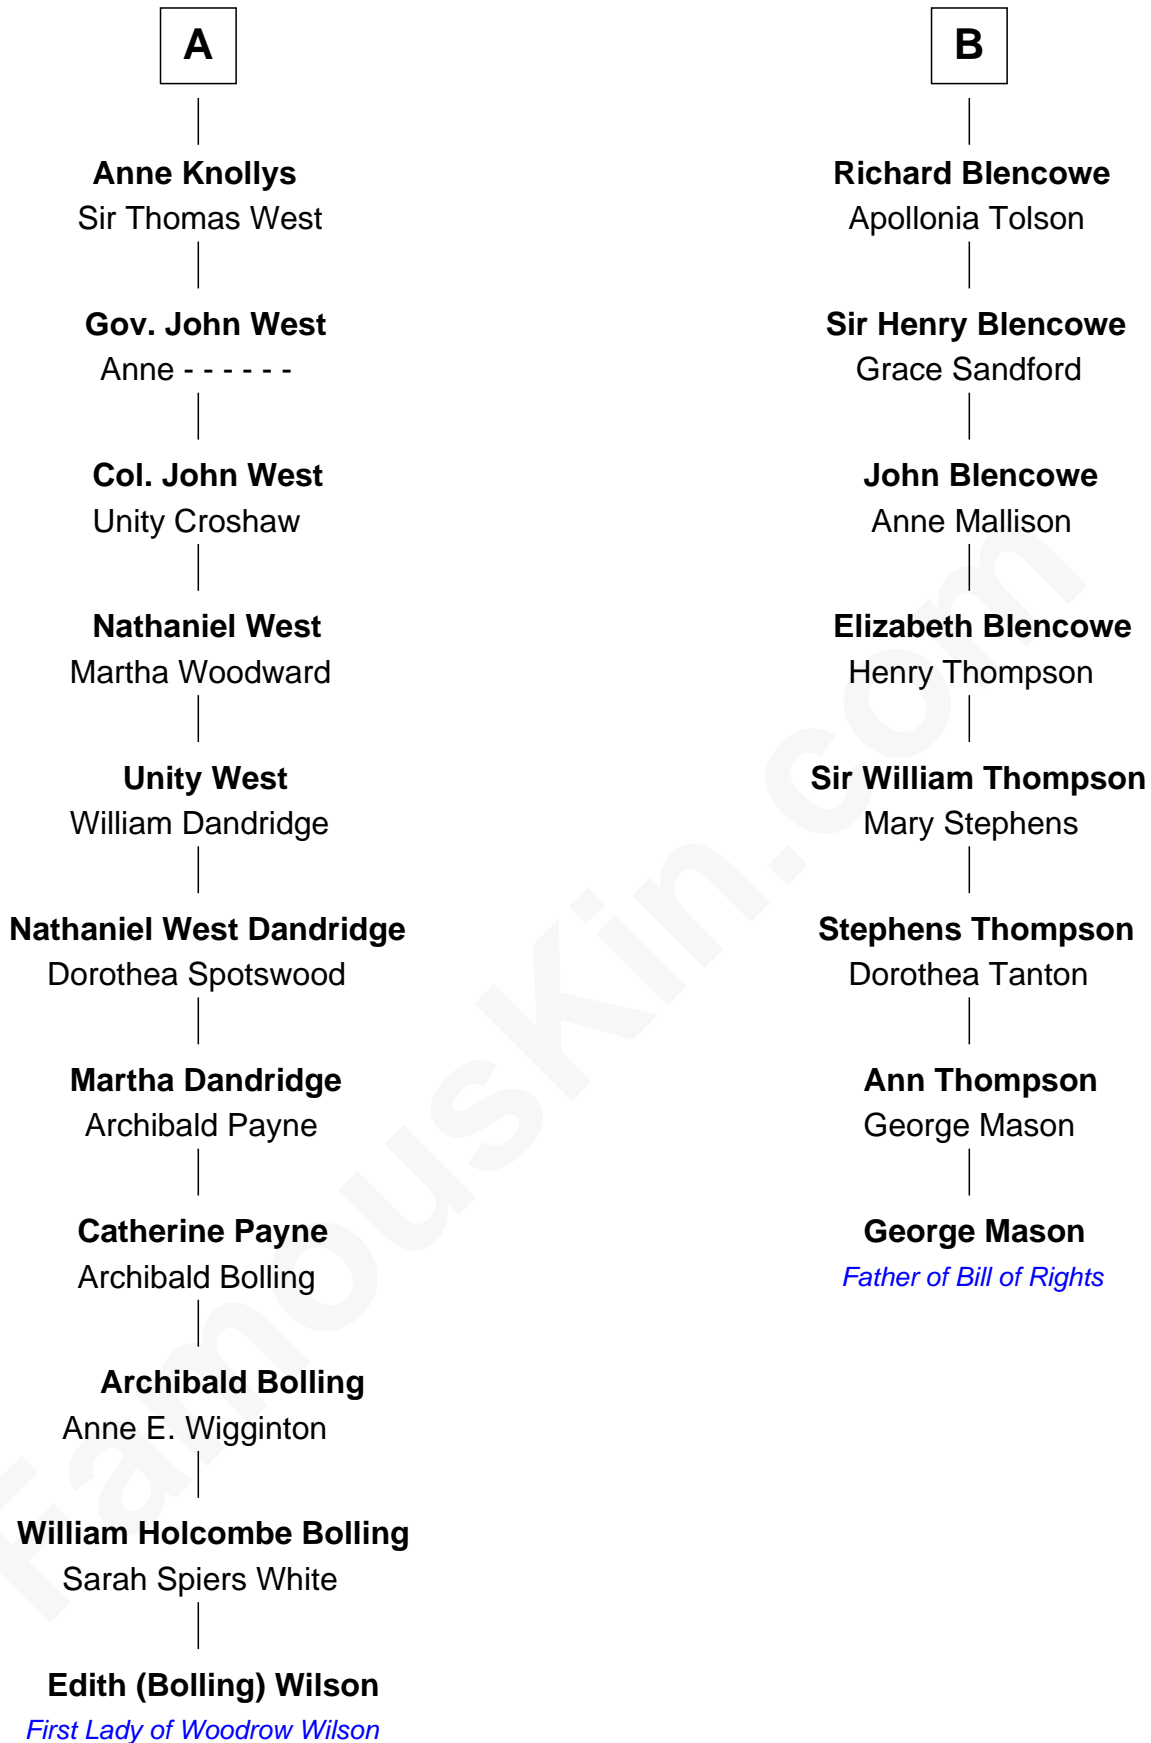 A
Anne Knollys
Sir Thomas West
Gov. John West
Anne - - - - - -
Col. John West
Unity Croshaw
Nathaniel West
Martha Woodward
Unity West
William Dandridge
Nathaniel West Dandridge
Dorothea Spotswood
Martha Dandridge
Archibald Payne
Catherine Payne
Archibald Bolling
Archibald Bolling
Anne E. Wigginton
William Holcombe Bolling
Sarah Spiers White
Edith (Bolling) Wilson
First Lady of Woodrow Wilson
B
Richard Blencowe
Apollonia Tolson
Sir Henry Blencowe
Grace Sandford
John Blencowe
Anne Mallison
Elizabeth Blencowe
Henry Thompson
Sir William Thompson
Mary Stephens
Stephens Thompson
Dorothea Tanton
Ann Thompson
George Mason
George Mason
Father of Bill of Rights
FamousKin.com